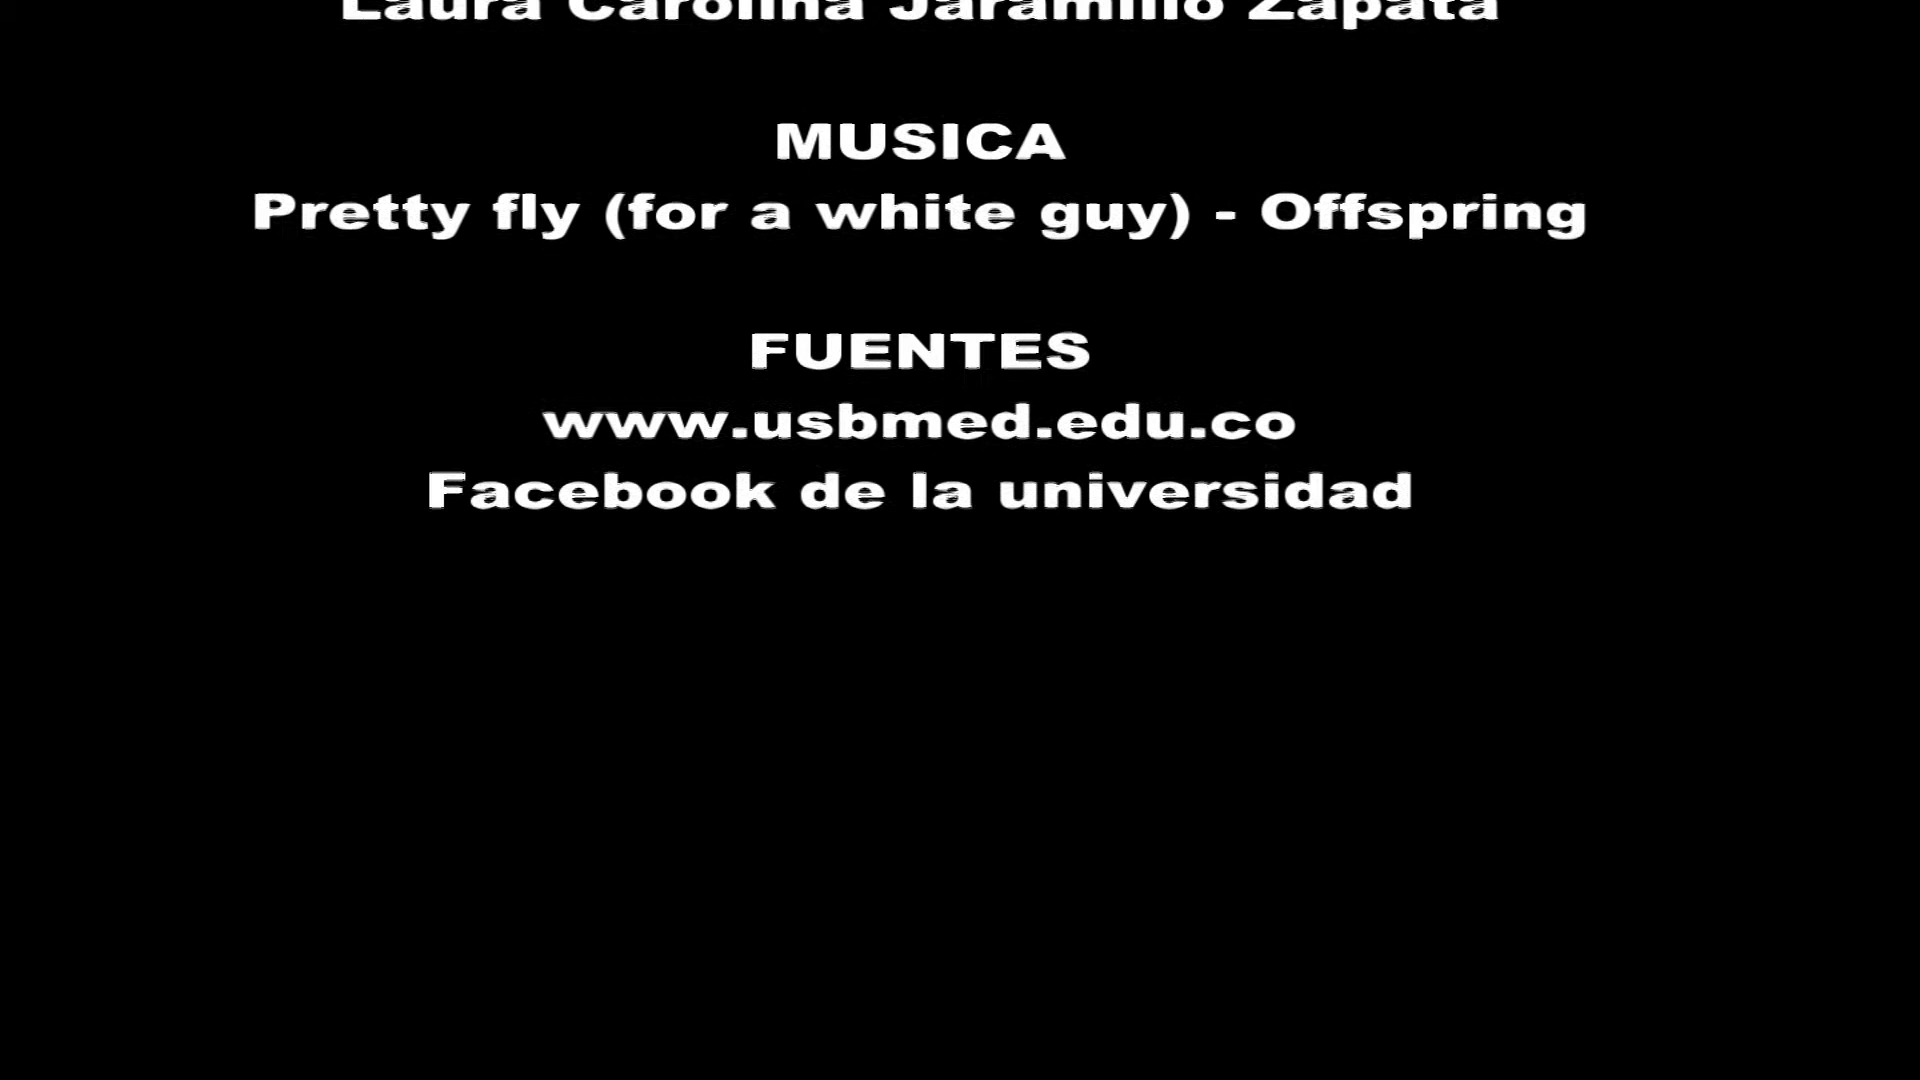 Laura Carolina Jaramillo Zapata
MUSICA
Pretty fly (for a white guy) - Offspring
FUENTES
www.usbmed.edu.co
Facebook de la universidad